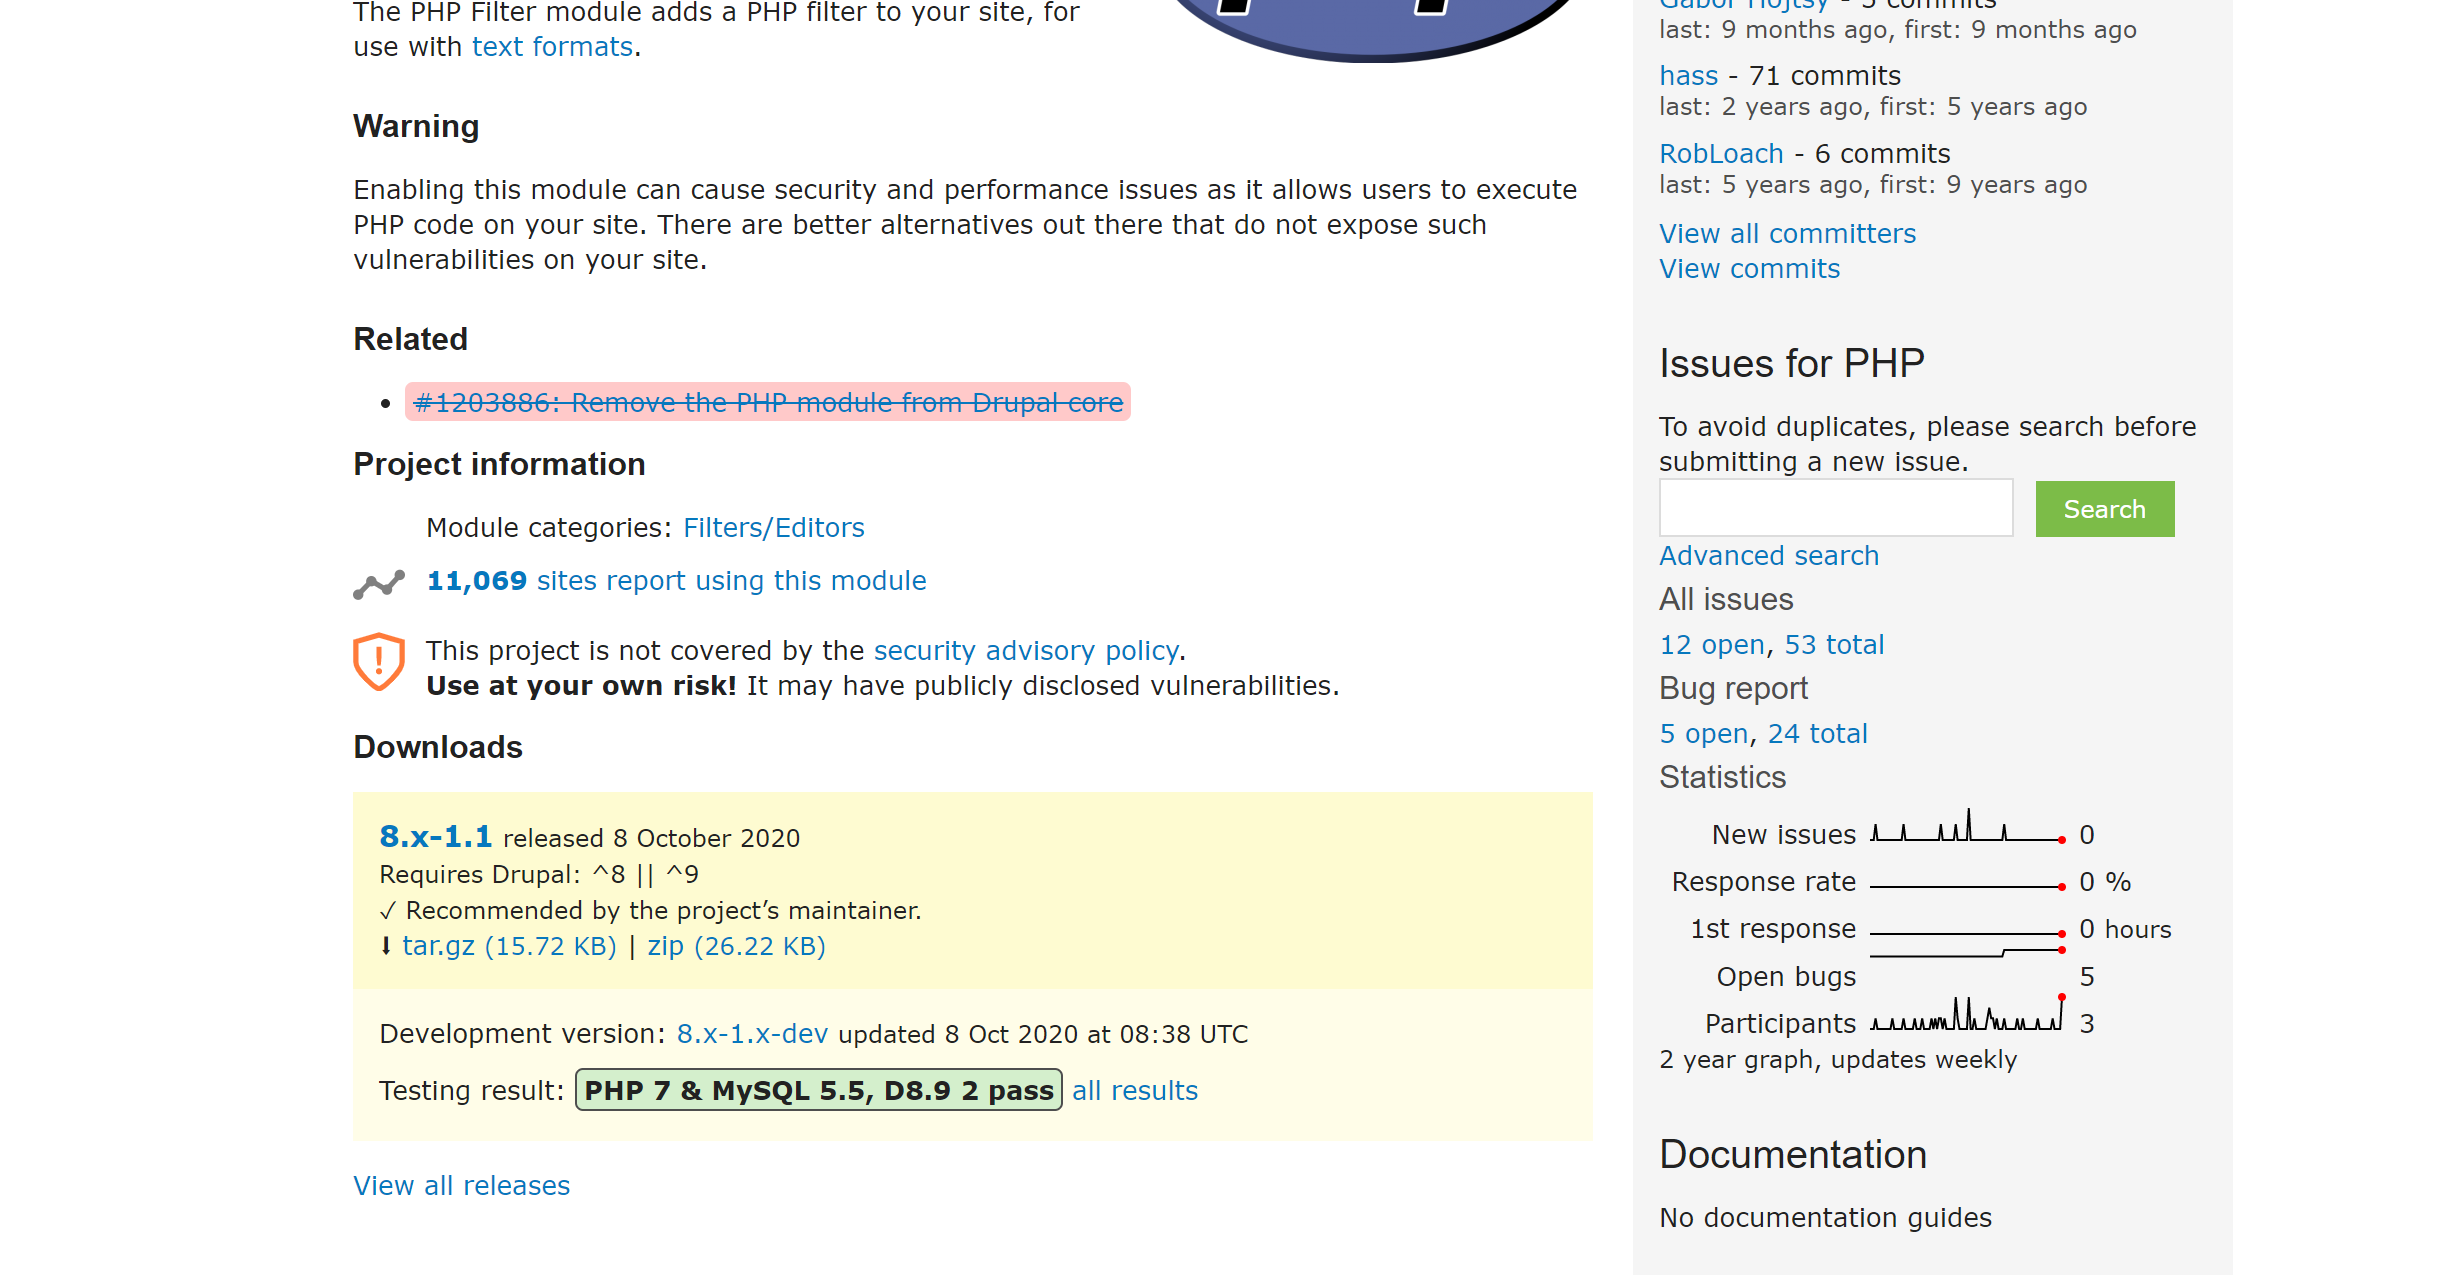 The PHP Filter module adds a PHP filter to your site, for
use with text formats.
Warning
Enabling this module can cause security and performance issues as it allows users to execute
PHP code on your site. There are better alternatives out there that do not expose such
vulnerabilities on your site.
Related
#1203886: Remove the PHP module from Drupal core
Project information
Module categories: Filters/Editors
11,069 sites report using this module
This project is not covered by the security advisory policy.
Use at your own risk! It may have publicly disclosed vulnerabilities.
Downloads
8.x-1.1 released 8 October 2020
Requires Drupal: ^8 || ^9
✓ Recommended by the project’s maintainer.
⬇ tar.gz (15.72 KB) | zip (26.22 KB)
Development version: 8.x-1.x-dev updated 8 Oct 2020 at 08:38 UTC
Testing result: PHP 7 & MySQL 5.5, D8.9 2 pass all results
View all releases
Gábor Hojtsy - 5 commits
last: 9 months ago, first: 9 months ago
hass - 71 commits
last: 2 years ago, first: 5 years ago
RobLoach - 6 commits
last: 5 years ago, first: 9 years ago
View all committers
View commits
Issues for PHP
To avoid duplicates, please search before
submitting a new issue.
Search
Advanced search
All issues
12 open, 53 total
Bug report
5 open, 24 total
Statistics
New issues 0
Response rate 0 %
1st response 0 hours
Open bugs 5
Participants 3
2 year graph, updates weekly
Documentation
No documentation guides